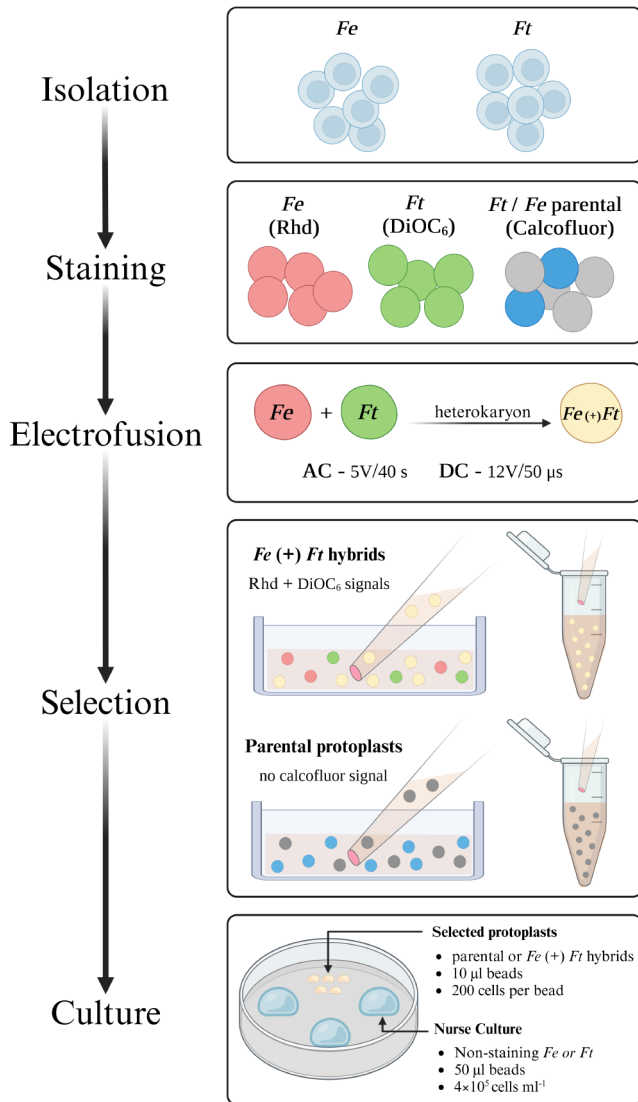 Isolation
Fe
Ft
Staining
Fe
(Rhd)
Ft
(DiOC₆)
Ft / Fe parental
(Calcofluor)
Electrofusion
Fe
+
Ft
heterokaryon
Fe (+) Ft
AC - 5V/40 s
DC - 12V/50 µs
Selection
Fe (+) Ft hybrids
Rhd + DiOC₆ signals
Parental protoplasts
no calcofluor signal
Culture
Selected protoplasts
• parental or Fe (+) Ft hybrids
• 10 µl beads
• 200 cells per bead
Nurse Culture
• Non-staining Fe or Ft
• 50 µl beads
• 4×10⁵ cells ml⁻¹